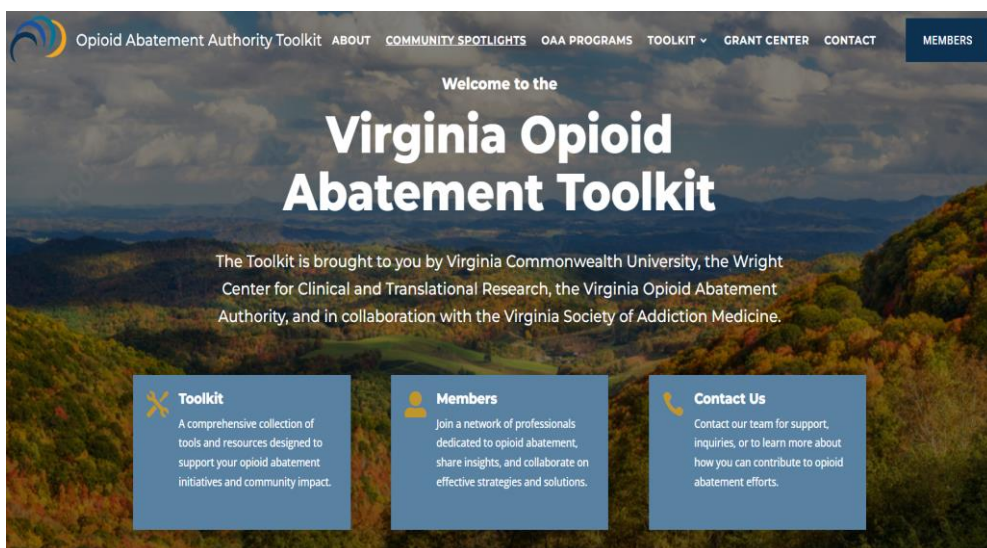 Opioid Abatement Authority Toolkit ABOUT COMMUNITY SPOTLIGHTS OAA PROGRAMS TOOLKIT GRANT CENTER CONTACT MEMBERS
Welcome to the
Virginia Opioid
Abatement Toolkit
The Toolkit is brought to you by Virginia Commonwealth University, the Wright
Center for Clinical and Translational Research, the Virginia Opioid Abatement
Authority, and in collaboration with the Virginia Society of Addiction Medicine.
Toolkit
A comprehensive collection of
tools and resources designed to
support your opioid abatement
initiatives and community impact.
Members
Join a network of professionals
dedicated to opioid abatement,
share insights, and collaborate on
effective strategies and solutions.
Contact Us
Contact our team for support,
inquiries, or to learn more about
how you can contribute to opioid
abatement efforts.